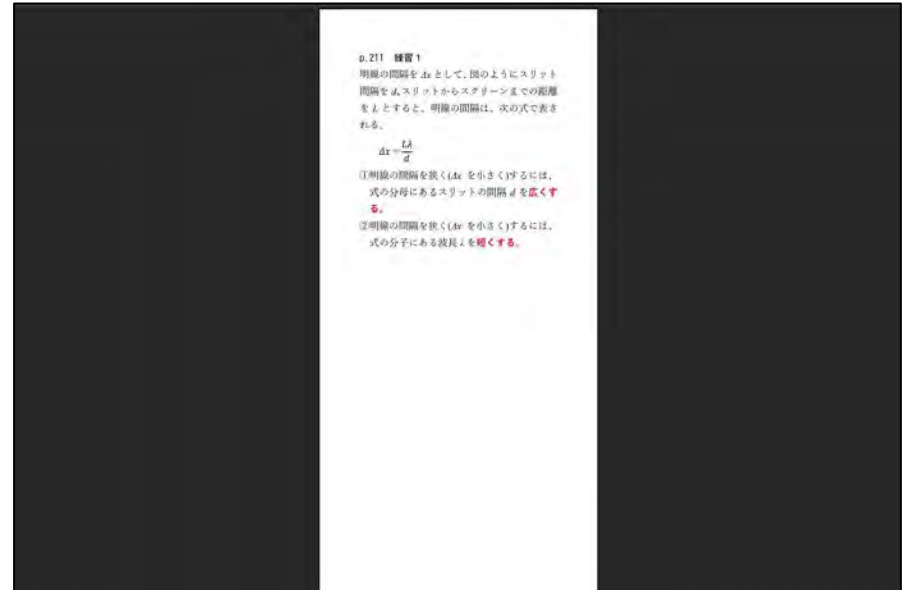 p.211 練習1
明線の間隔をΔxとして、図のようにスリット
間隔をd、スリットからスクリーンまでの距離
をLとすると、明線の間隔は、次の式で表さ
れる。
Δx=Lλ/d
①明線の間隔を狭く(Δx を小さく)するには、
式の分母にあるスリットの間隔 d を広くす
る。
②明線の間隔を狭く(Δx を小さく)するには、
式の分子にある波長λを短くする。